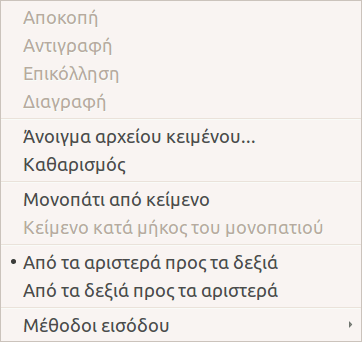 Αποκοπή
Αντιγραφή
Επικόλληση
Διαγραφή
Άνοιγμα αρχείου κειμένου...
Καθαρισμός
Μονοπάτι από κείμενο
Κείμενο κατά μήκος του μονοπατιού
Από τα αριστερά προς τα δεξιά
Από τα δεξιά προς τα αριστερά
Μέθοδοι εισόδου